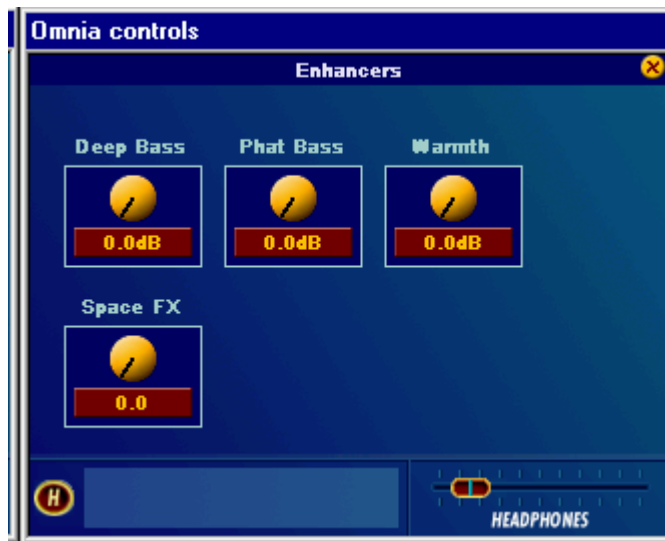 Omnia controls
Enhancers
Deep Bass Phat Bass Warmth
0.0dB 0.0dB 0.0dB
Space FX
0.0
H
HEADPHONES